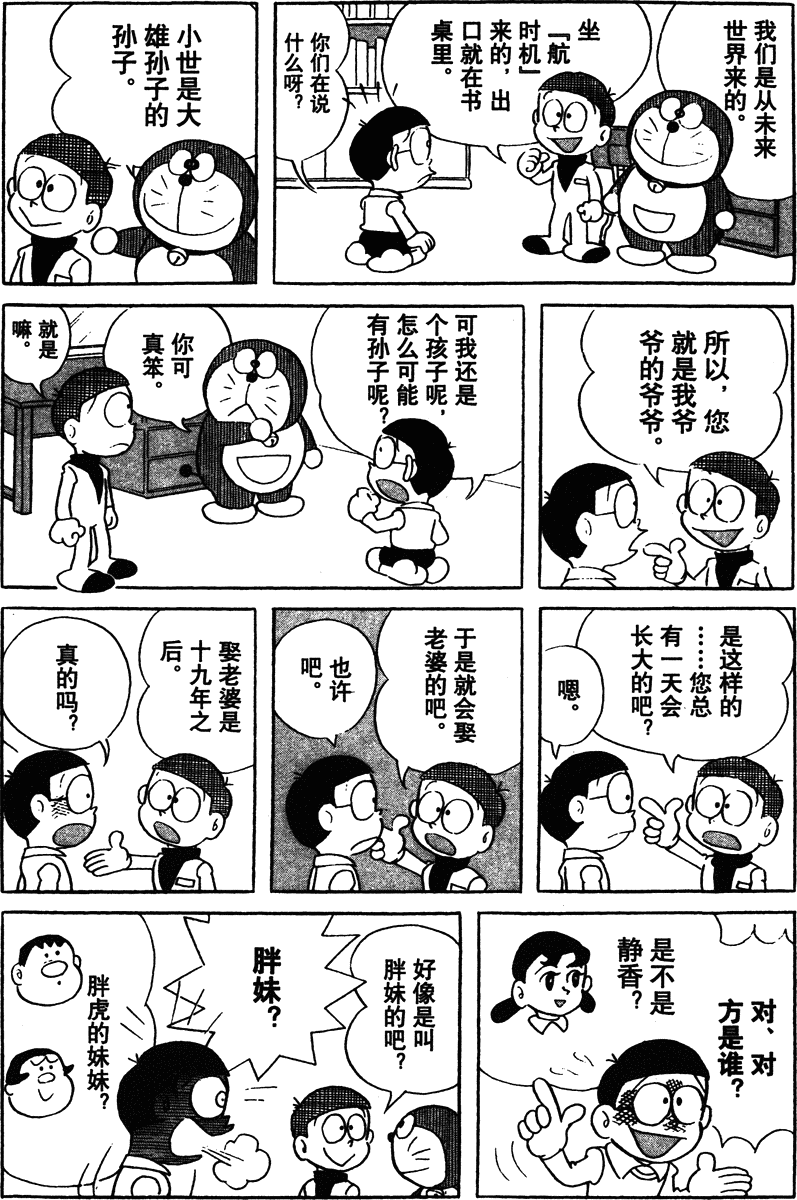 我们是从未来
世界来的。
坐
『航
时机』
来的，出
口就在书
桌里。
你们在说
什么呀？
小世是大
雄孙子的
孙子。
所以，您
就是我爷
爷的爷爷。
可我还是
个孩子呢，
怎么可能
有孙子呢？
你可
真笨。
就是
嘛。
是这样的
……您总
有一天会
长大的吧？
嗯。
于是就会娶
老婆的吧。
也许
吧。
娶老婆是
十九年之
后。
真的吗？
对、对
方是谁？
是不是
静香？
好像是叫
胖妹的吧？
胖
妹？
胖虎的妹妹？